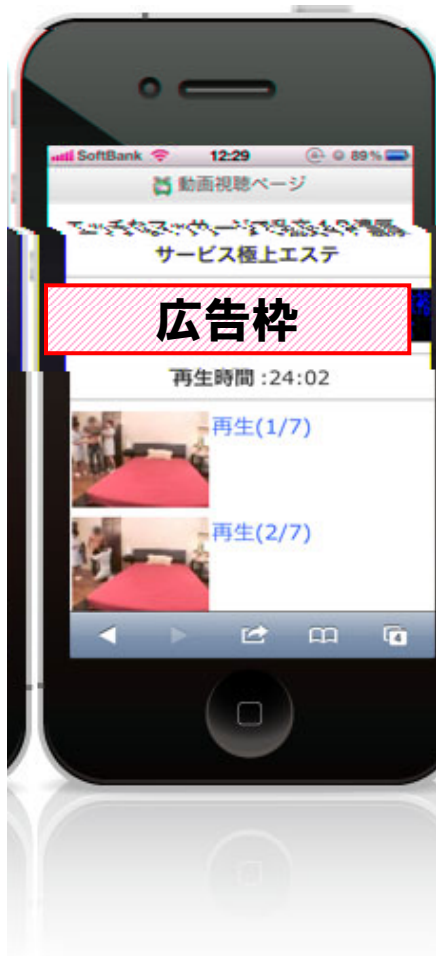 SoftBank 12:29 89%
動画視聴ページ
サービス極上エステ
広告枠
再生時間:24:02
再生(1/7)
再生(2/7)
4